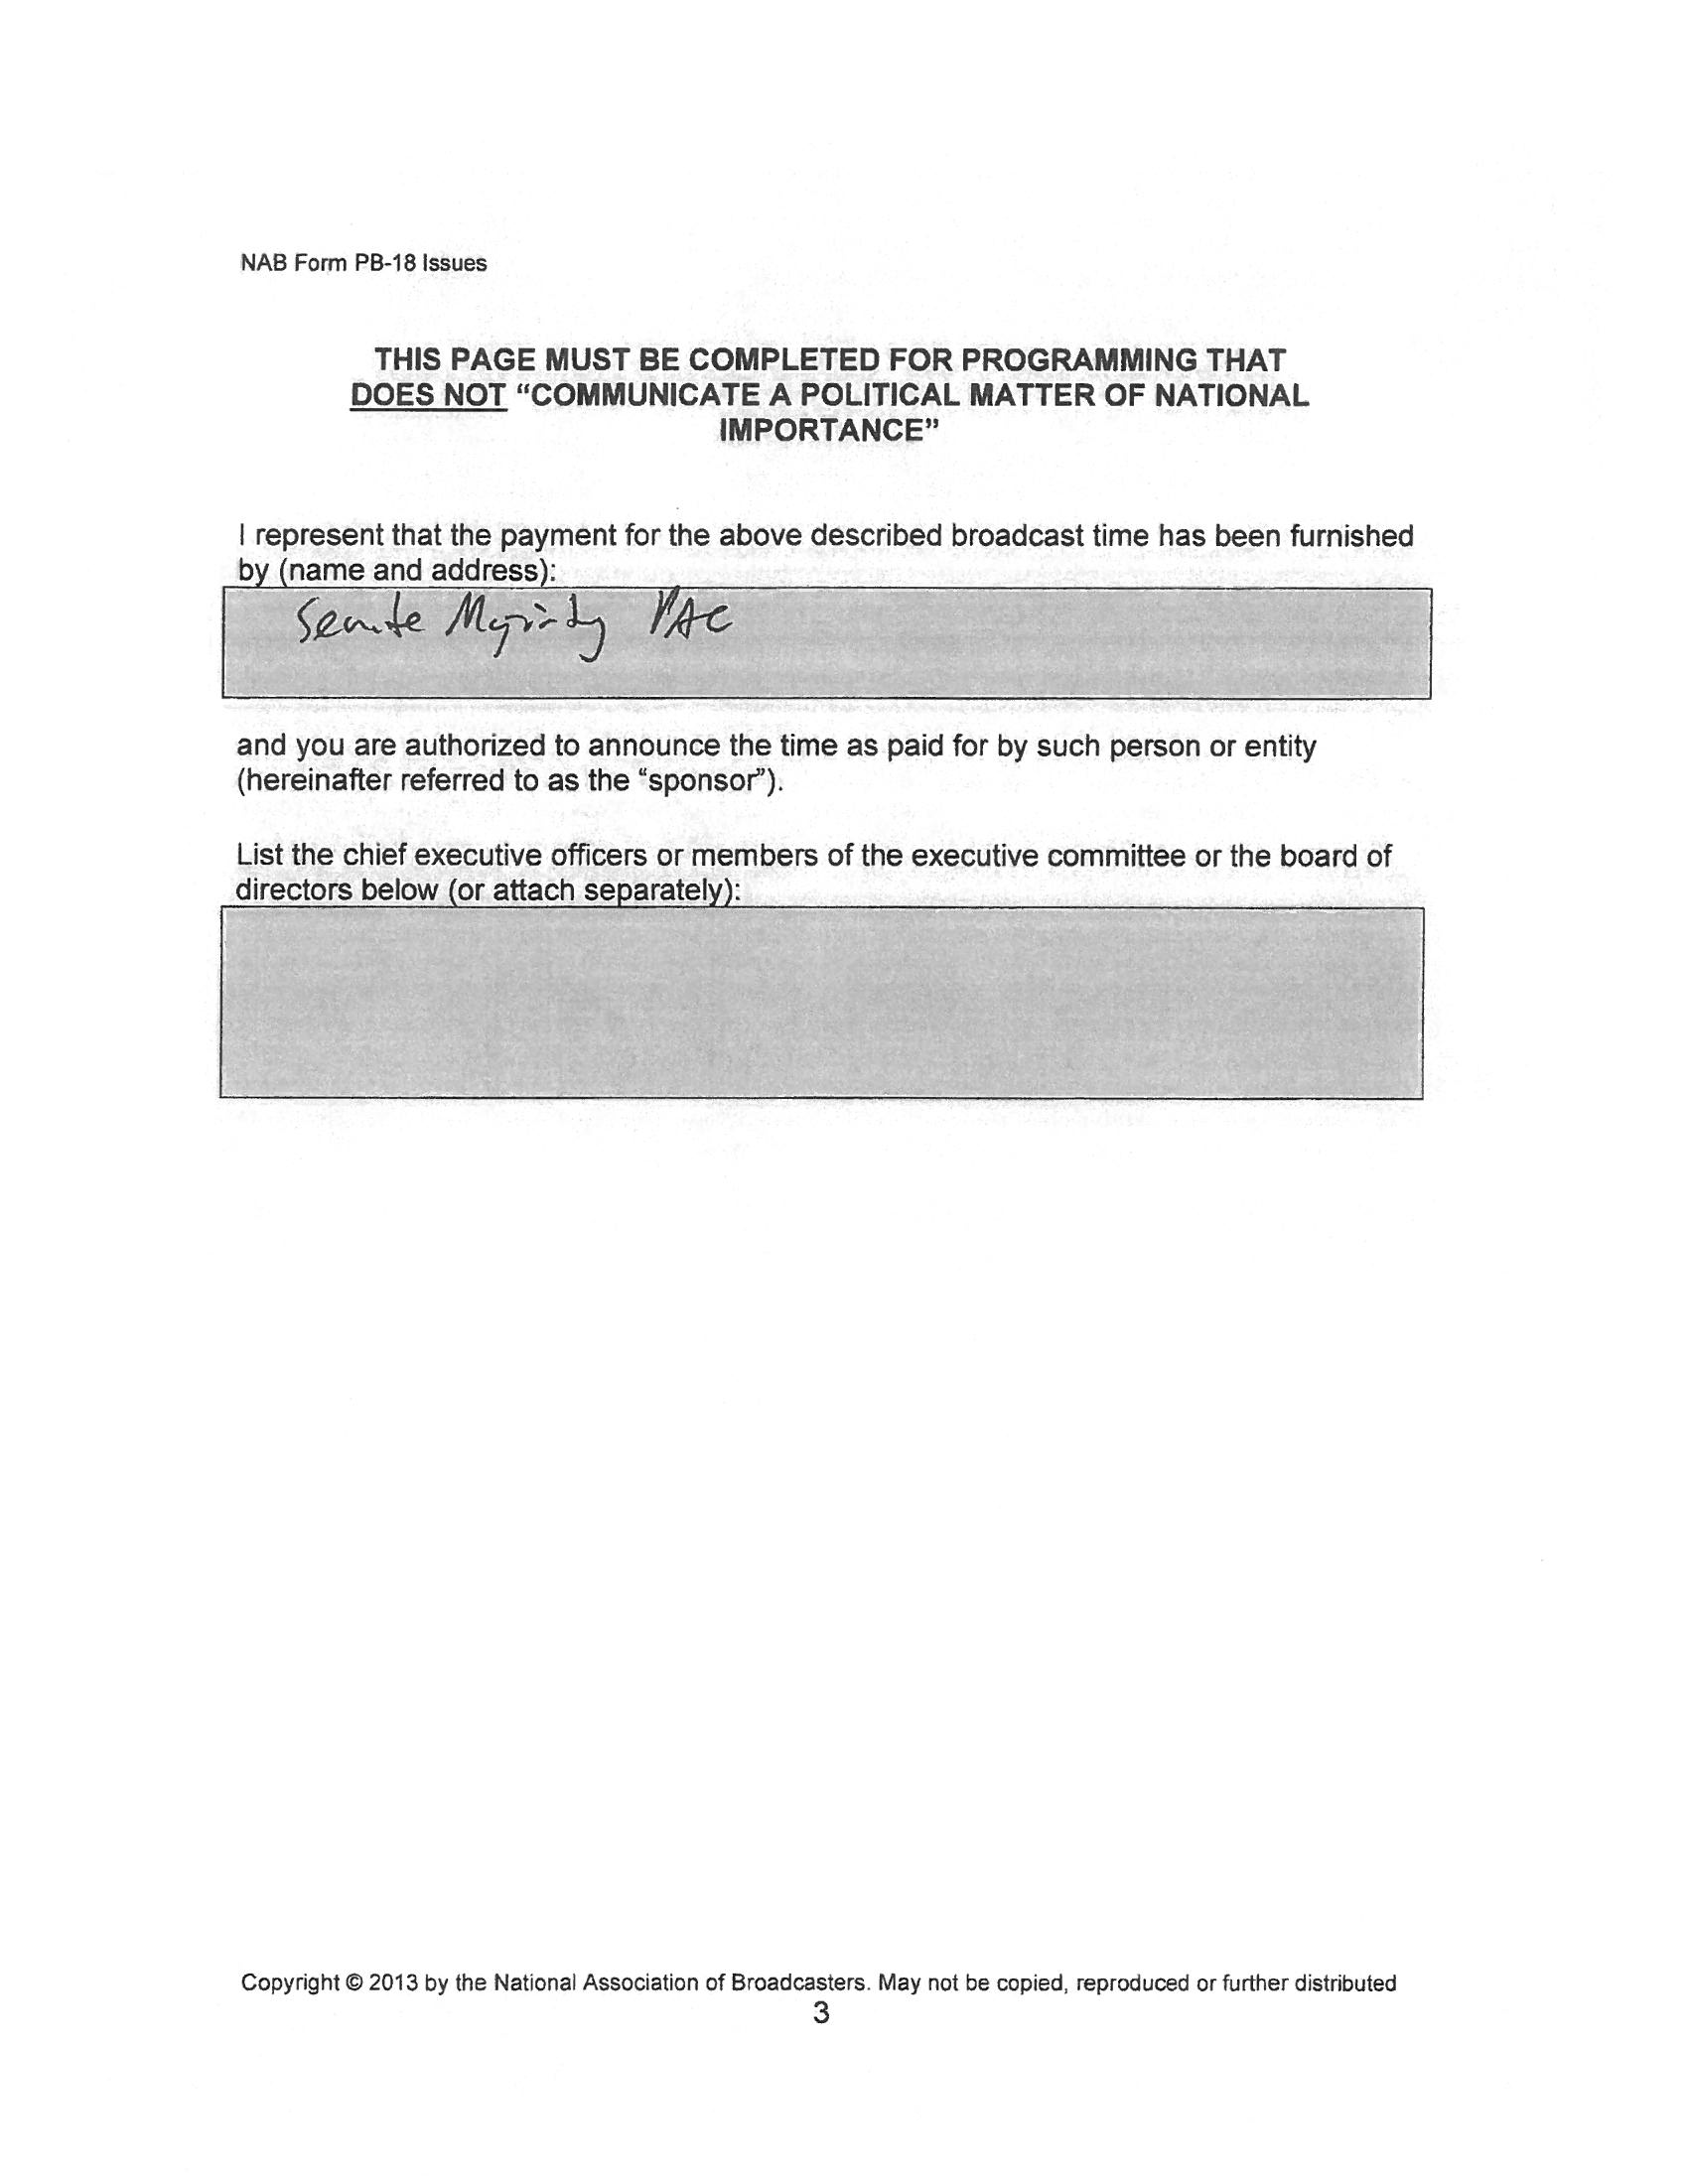 NAB Form PB-18 Issues
THIS PAGE MUST BE COMPLETED FOR PROGRAMMING THAT
DOES NOT “COMMUNICATE A POLITICAL MATTER OF NATIONAL
IMPORTANCE”
I represent that the payment for the above described broadcast time has been furnished
by (name and address):
Senate Majority PAC
and you are authorized to announce the time as paid for by such person or entity
(hereinafter referred to as the “sponsor”).
List the chief executive officers or members of the executive committee or the board of
directors below (or attach separately):
Copyright © 2013 by the National Association of Broadcasters. May not be copied, reproduced or further distributed
3